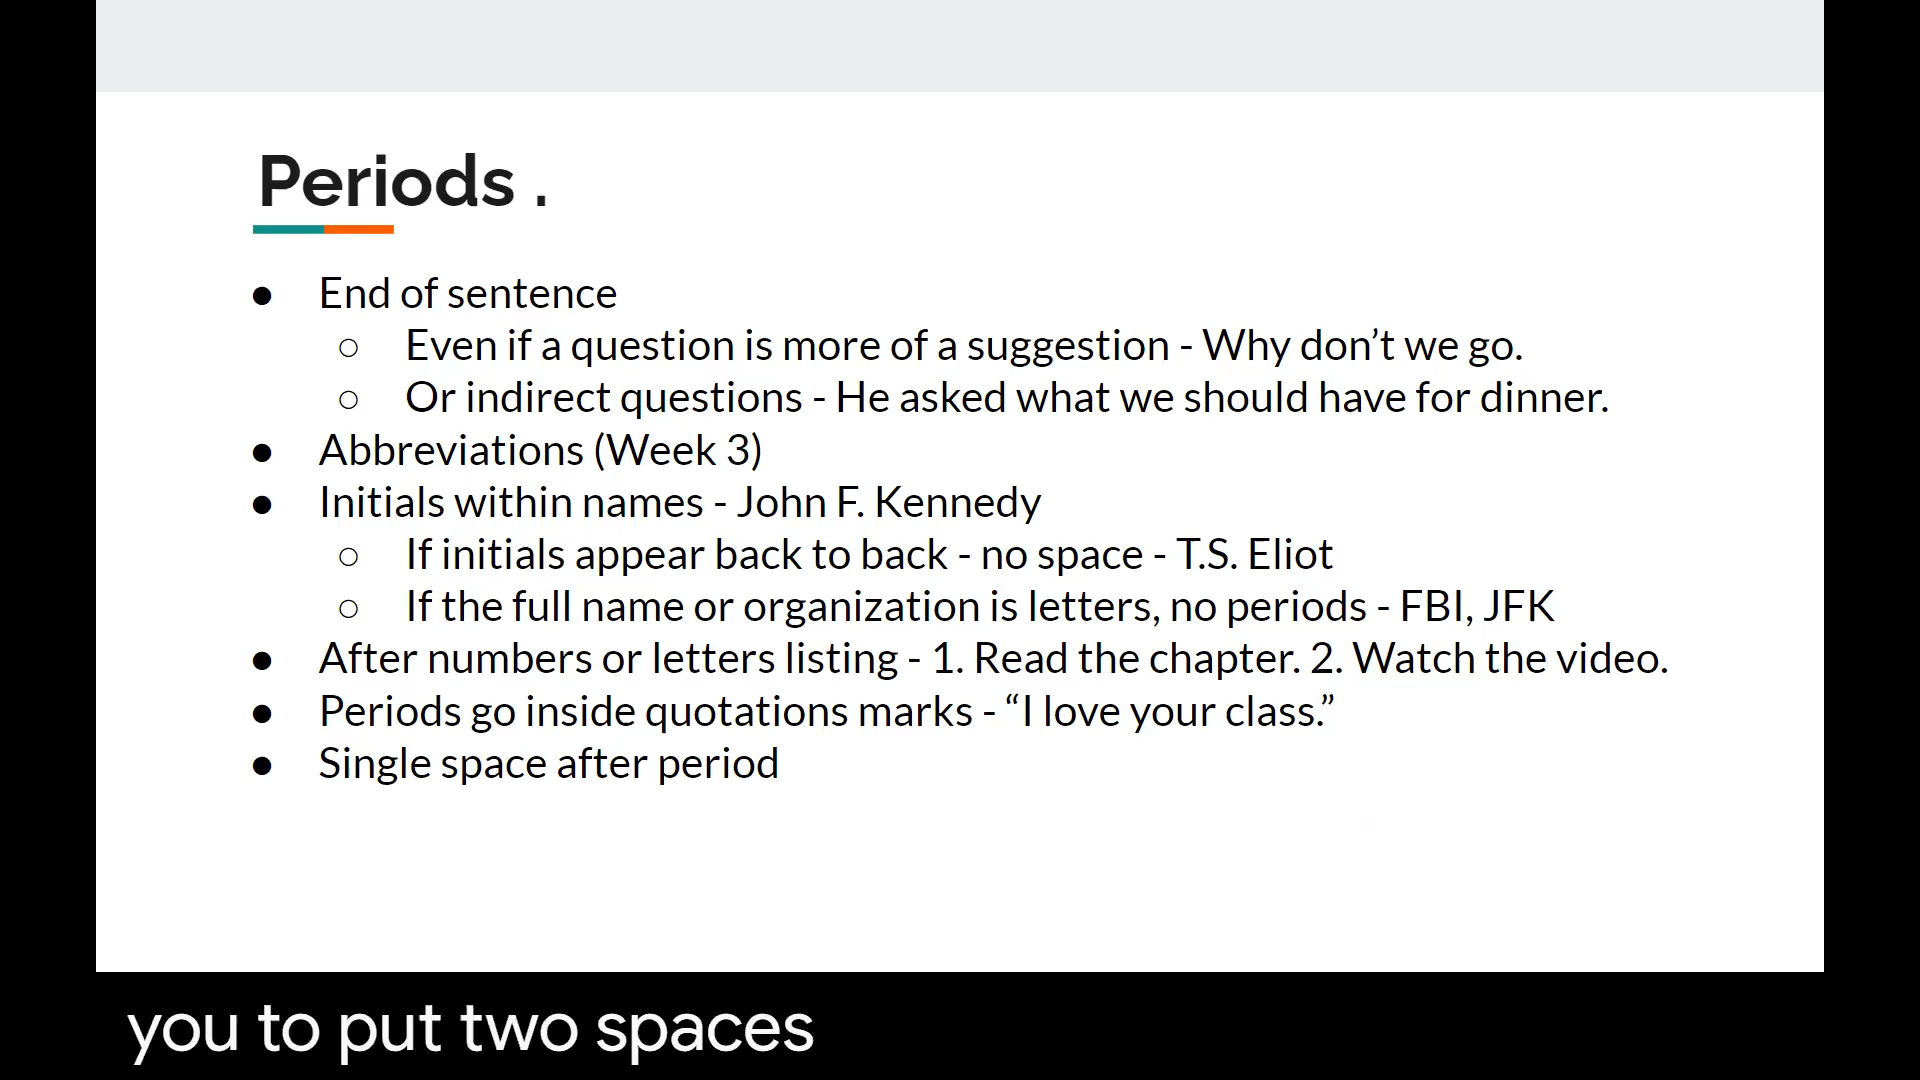 Periods .
● End of sentence
○ Even if a question is more of a suggestion - Why don’t we go.
○ Or indirect questions - He asked what we should have for dinner.
● Abbreviations (Week 3)
● Initials within names - John F. Kennedy
○ If initials appear back to back - no space - T.S. Eliot
○ If the full name or organization is letters, no periods - FBI, JFK
● After numbers or letters listing - 1. Read the chapter. 2. Watch the video.
● Periods go inside quotations marks - “I love your class.”
● Single space after period
you to put two spaces